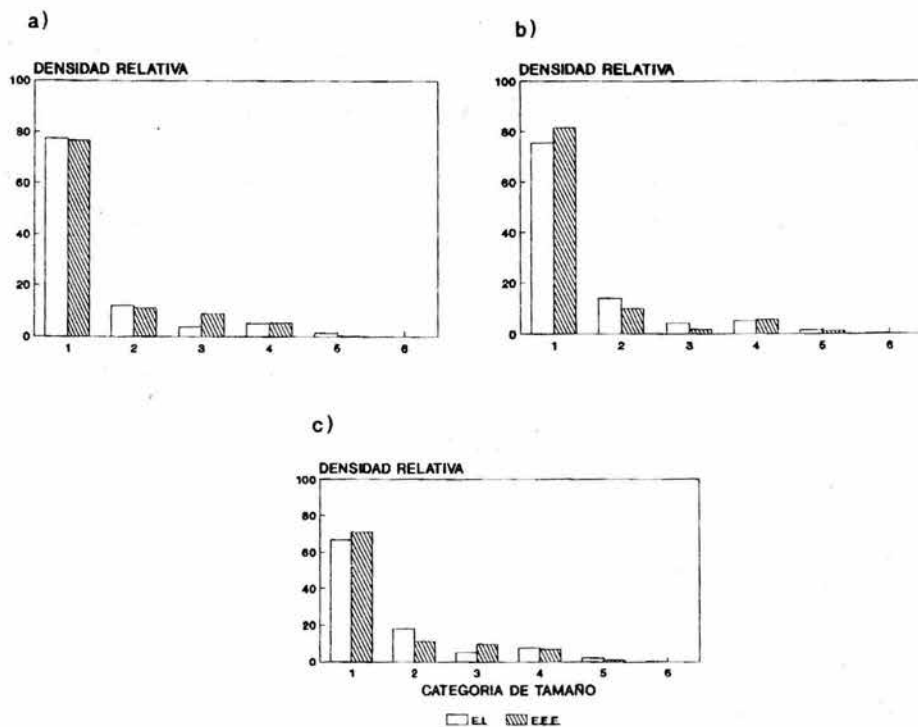 a)
DENSIDAD RELATIVA
100
80
60
40
20
0
1 2 3 4 5 6
b)
DENSIDAD RELATIVA
100
80
60
40
20
0
1 2 3 4 5 6
c)
DENSIDAD RELATIVA
100
80
60
40
20
0
1 2 3 4 5 6
CATEGORIA DE TAMAÑO
E.I. E.E.E.